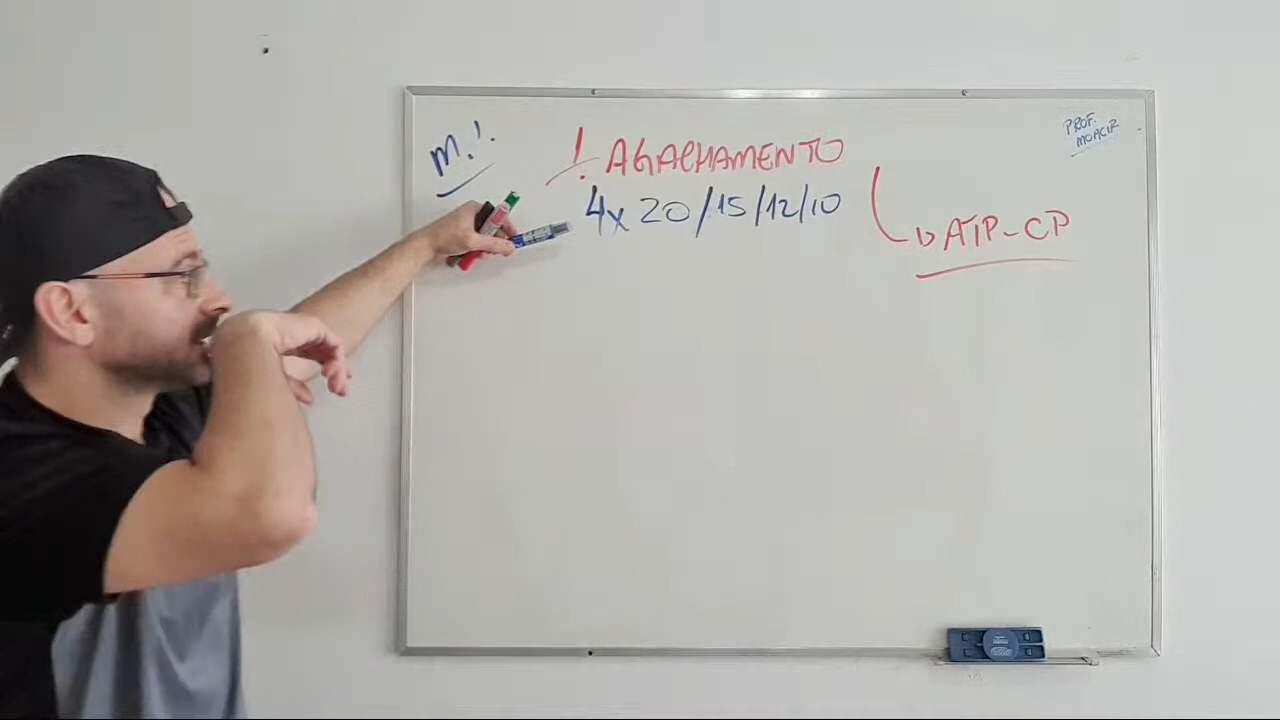 M.I.
1. AGACHAMENTO
4x 20/15/12/10
↳ ATP-CP
PROF.
MOACIR